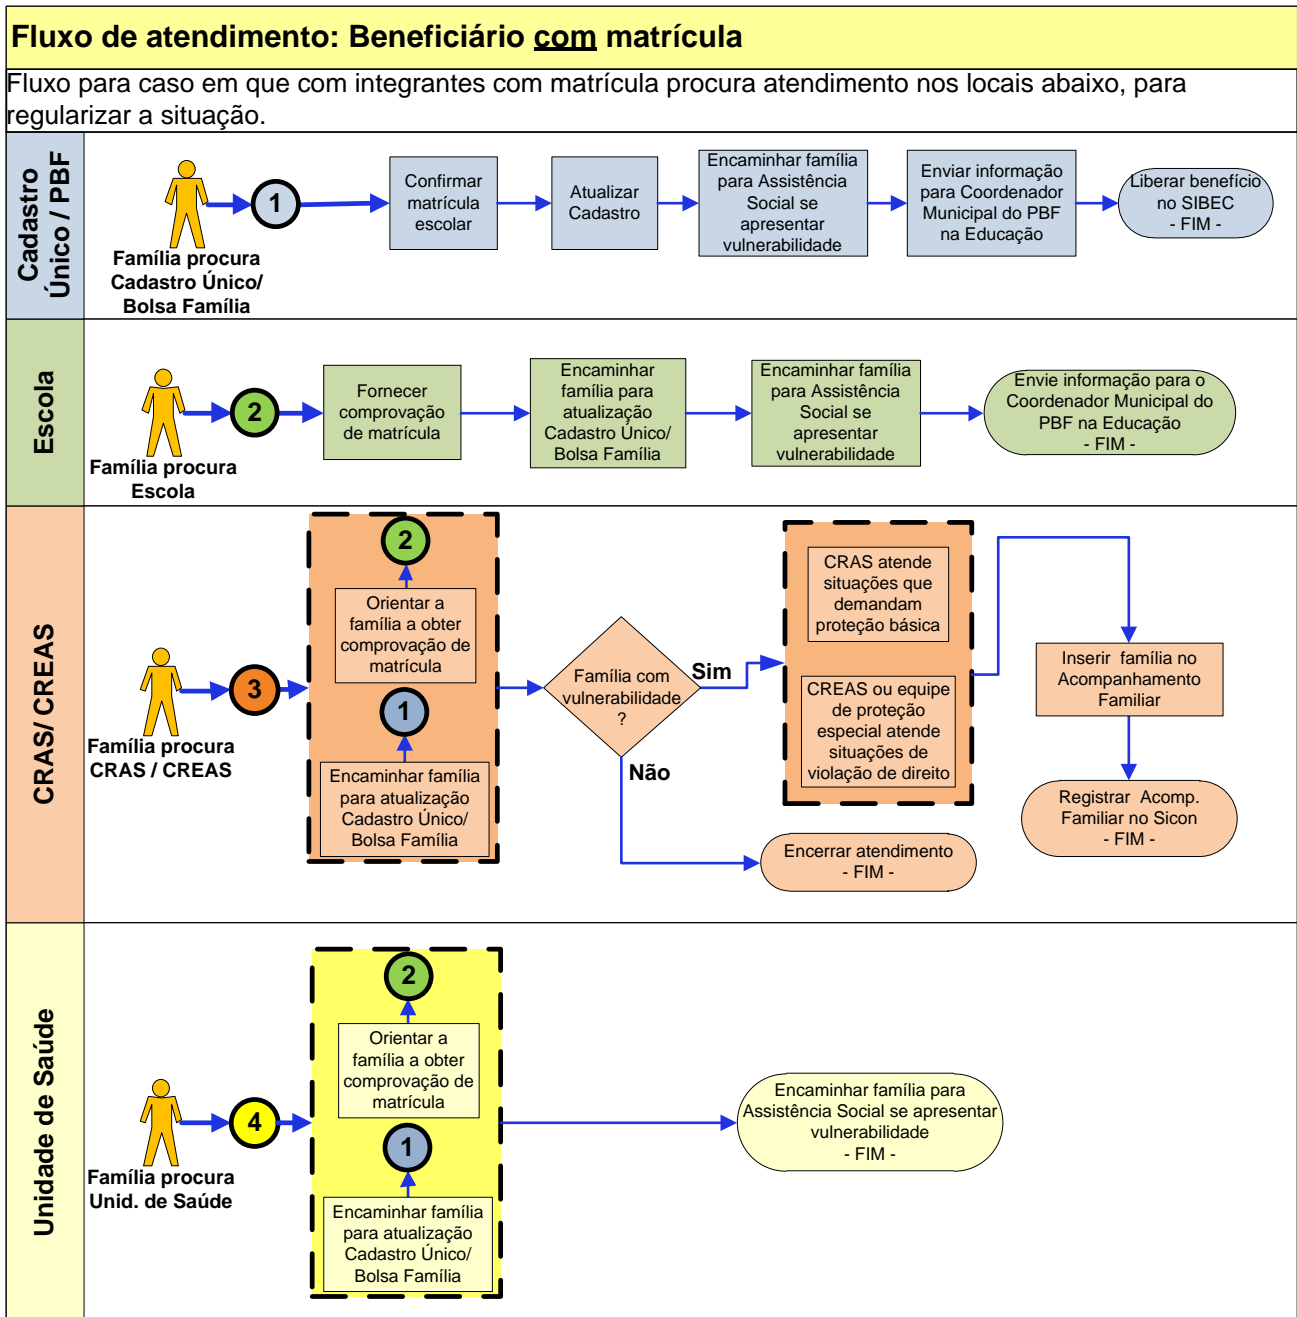 Fluxo de atendimento: Beneficiário com matrícula
Fluxo para caso em que com integrantes com matrícula procura atendimento nos locais abaixo, para
regularizar a situação.
Cadastro
Único / PBF
Família procura
Cadastro Único/
Bolsa Família
1
Confirmar
matrícula
escolar
Atualizar
Cadastro
Encaminhar família
para Assistência
Social se
apresentar
vulnerabilidade
Enviar informação
para Coordenador
Municipal do PBF
na Educação
Liberar benefício
no SIBEC
- FIM -
Escola
Família procura
Escola
2
Fornecer
comprovação
de matrícula
Encaminhar
família para
atualização
Cadastro Único/
Bolsa Família
Encaminhar família
para Assistência
Social se
apresentar
vulnerabilidade
Envie informação para o
Coordenador Municipal do
PBF na Educação
- FIM -
CRAS/ CREAS
Família procura
CRAS / CREAS
3
2
Orientar a
família a obter
comprovação de
matrícula
1
Encaminhar família
para atualização
Cadastro Único/
Bolsa Família
Família com
vulnerabilidade
?
Sim
Não
CRAS atende
situações que
demandam
proteção básica
CREAS ou equipe
de proteção
especial atende
situações de
violação de direito
Inserir família no
Acompanhamento
Familiar
Registrar Acomp.
Familiar no Sicon
- FIM -
Encerrar atendimento
- FIM -
Unidade de Saúde
Família procura
Unid. de Saúde
4
2
Orientar a
família a obter
comprovação de
matrícula
1
Encaminhar família
para atualização
Cadastro Único/
Bolsa Família
Encaminhar família para
Assistência Social se apresentar
vulnerabilidade
- FIM -